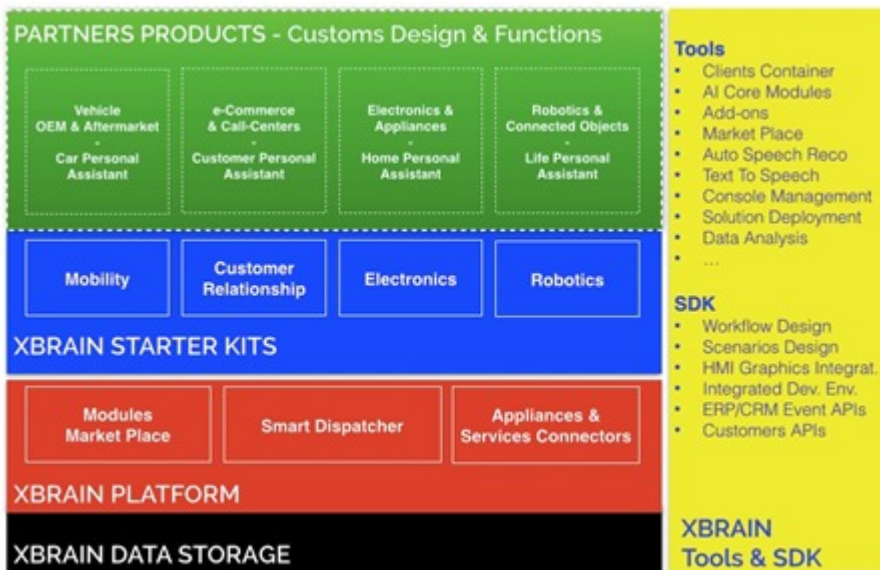 PARTNERS PRODUCTS - Customs Design & Functions
Vehicle
OEM & Aftermarket
-
Car Personal
Assistant
e-Commerce
& Call-Centers
-
Customer Personal
Assistant
Electronics &
Appliances
-
Home Personal
Assistant
Robotics &
Connected Objects
-
Life Personal
Assistant
Mobility
Customer
Relationship
Electronics
Robotics
XBRAIN STARTER KITS
Modules
Market Place
Smart Dispatcher
Appliances &
Services Connectors
XBRAIN PLATFORM
XBRAIN DATA STORAGE
Tools
• Clients Container
• AI Core Modules
• Add-ons
• Market Place
• Auto Speech Reco
• Text To Speech
• Console Management
• Solution Deployment
• Data Analysis
• ...
SDK
• Workflow Design
• Scenarios Design
• HMI Graphics Integrat.
• Integrated Dev. Env.
• ERP/CRM Event APIs
• Customers APIs
XBRAIN
Tools & SDK